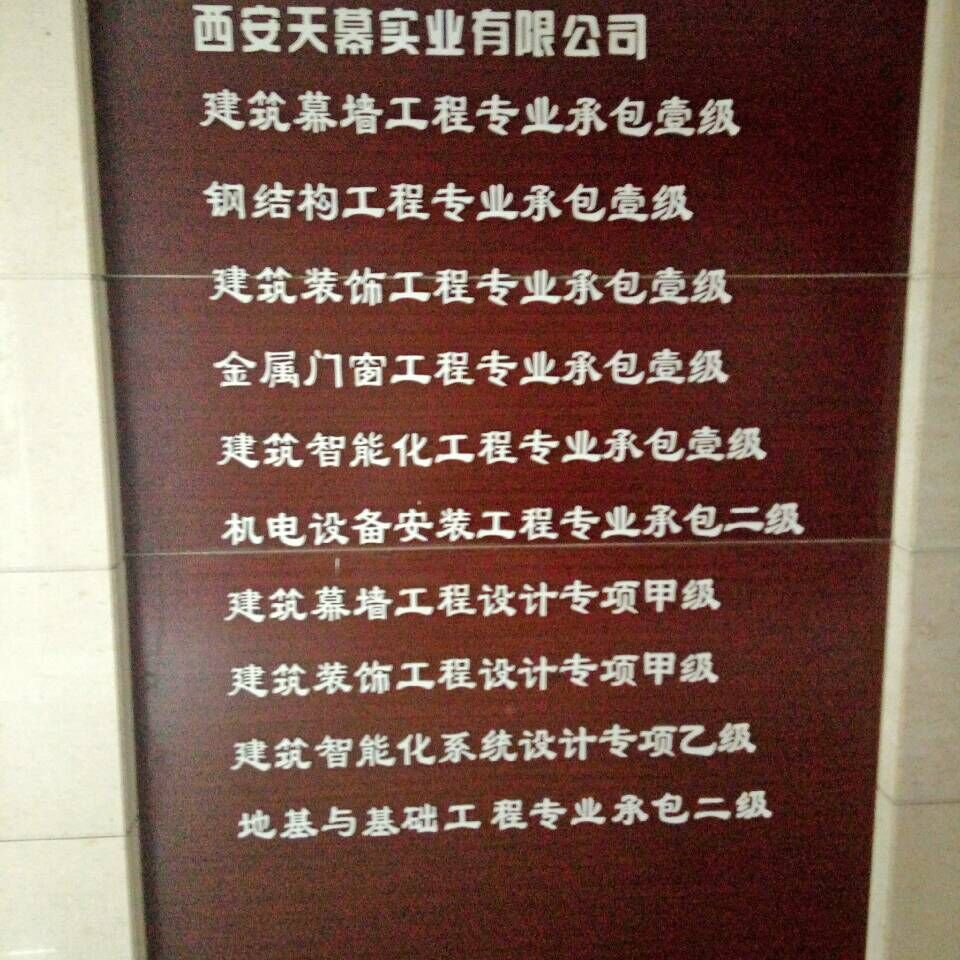 西安天幕实业有限公司
建筑幕墙工程专业承包壹级
钢结构工程专业承包壹级
建筑装饰工程专业承包壹级
金属门窗工程专业承包壹级
建筑智能化工程专业承包壹级
机电设备安装工程专业承包二级
建筑幕墙工程设计专项甲级
建筑装饰工程设计专项甲级
建筑智能化系统设计专项乙级
地基与基础工程专业承包二级